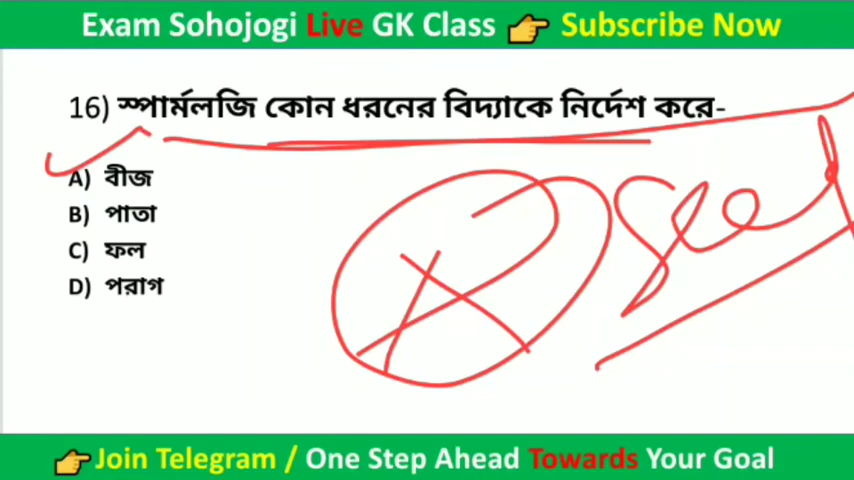 Exam Sohojogi Live GK Class 👉 Subscribe Now
16) স্পার্মলজি কোন ধরনের বিদ্যাকে নির্দেশ করে-
A) বীজ
B) পাতা
C) ফল
D) পরাগ
seed
👉Join Telegram / One Step Ahead Towards Your Goal